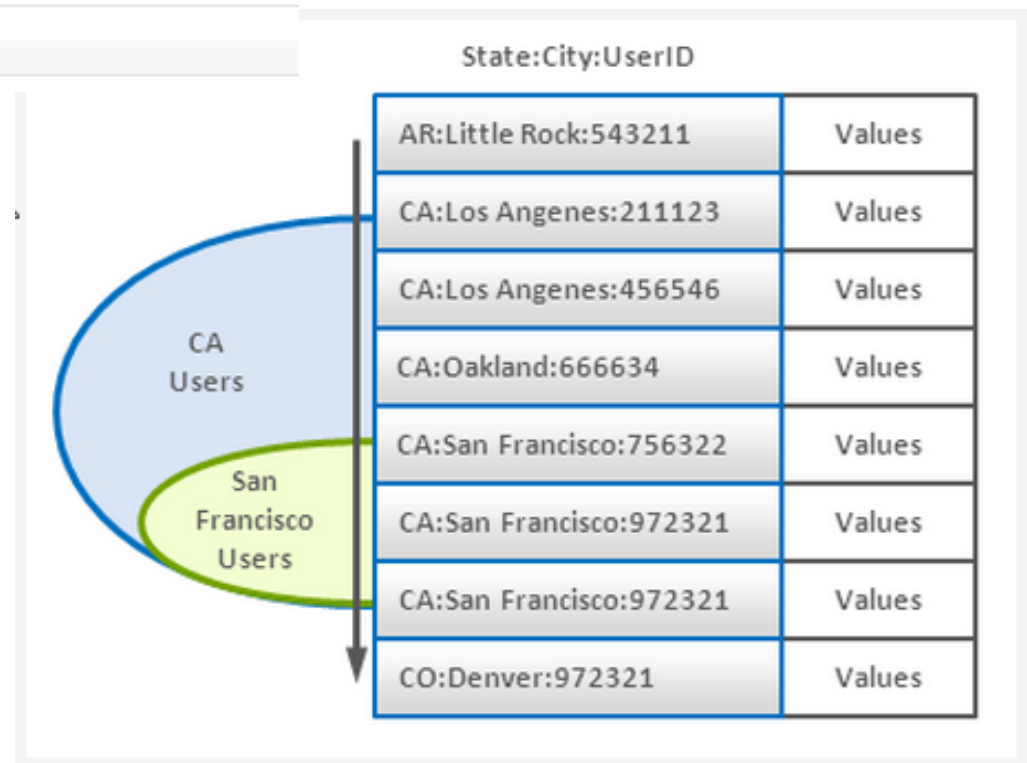 State:City:UserID
AR:Little Rock:543211 Values
CA:Los Angenes:211123 Values
CA:Los Angenes:456546 Values
CA:Oakland:666634 Values
CA:San Francisco:756322 Values
CA:San Francisco:972321 Values
CA:San Francisco:972321 Values
CO:Denver:972321 Values
CA
Users
San
Francisco
Users